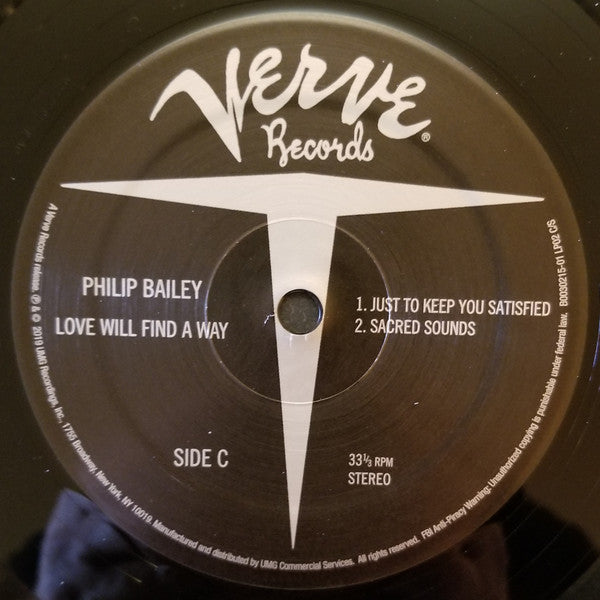 Verve
Records
®
PHILIP BAILEY
LOVE WILL FIND A WAY
1. JUST TO KEEP YOU SATISFIED
2. SACRED SOUNDS
SIDE C
33⅓ RPM
STEREO
A Verve Records release. ℗ & © 2019 UMG Recordings, Inc., 1755 Broadway, New York, NY 10019. Manufactured and distributed by UMG Commercial Services. All rights reserved. FBI Anti-Piracy Warning: Unauthorized copying is punishable under federal law. B0030215-01 LP02 C/S